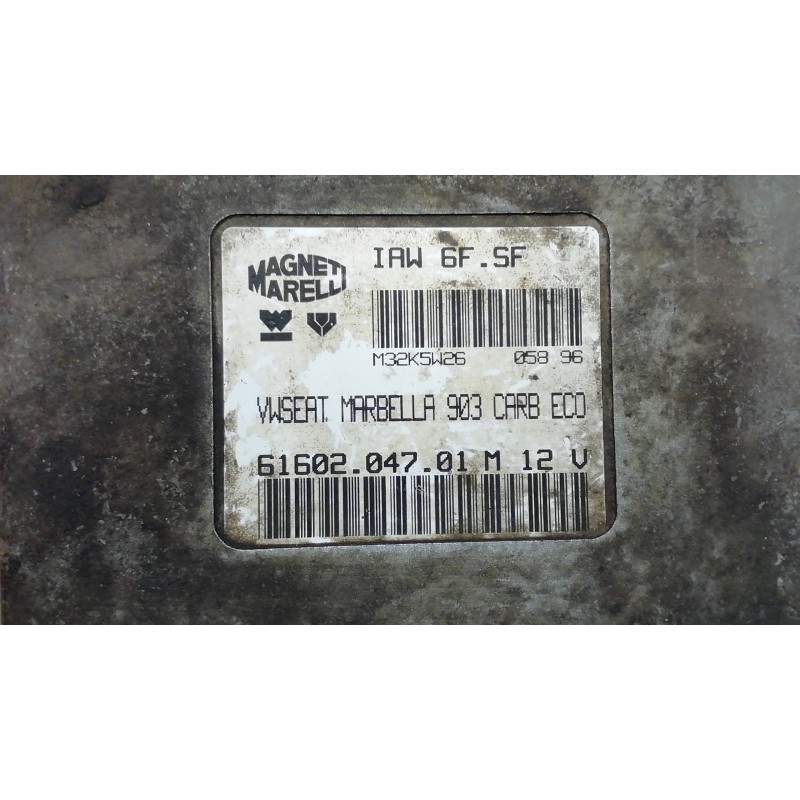 MAGNETI
MARELLI
IAW 6F.SF
M32K5W26 058 96
VWSEAT. MARBELLA 903 CARB ECO
61602.047.01 M 12 V